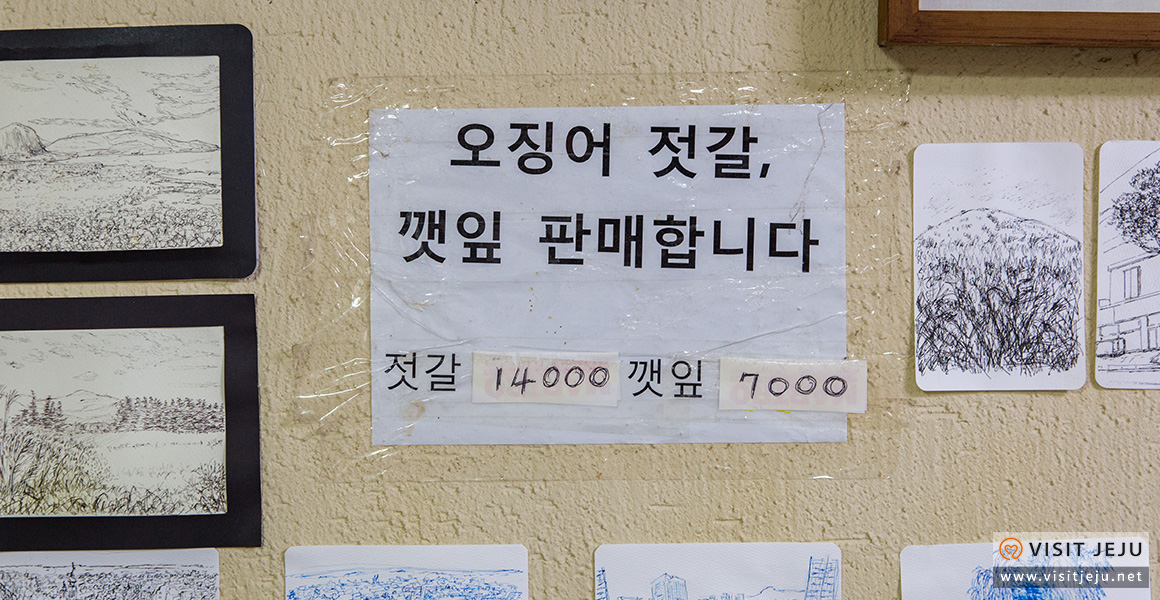 오징어 젓갈,
깻잎 판매합니다
젓갈 14000 깻잎 7000
VISIT JEJU
www.visitjeju.net